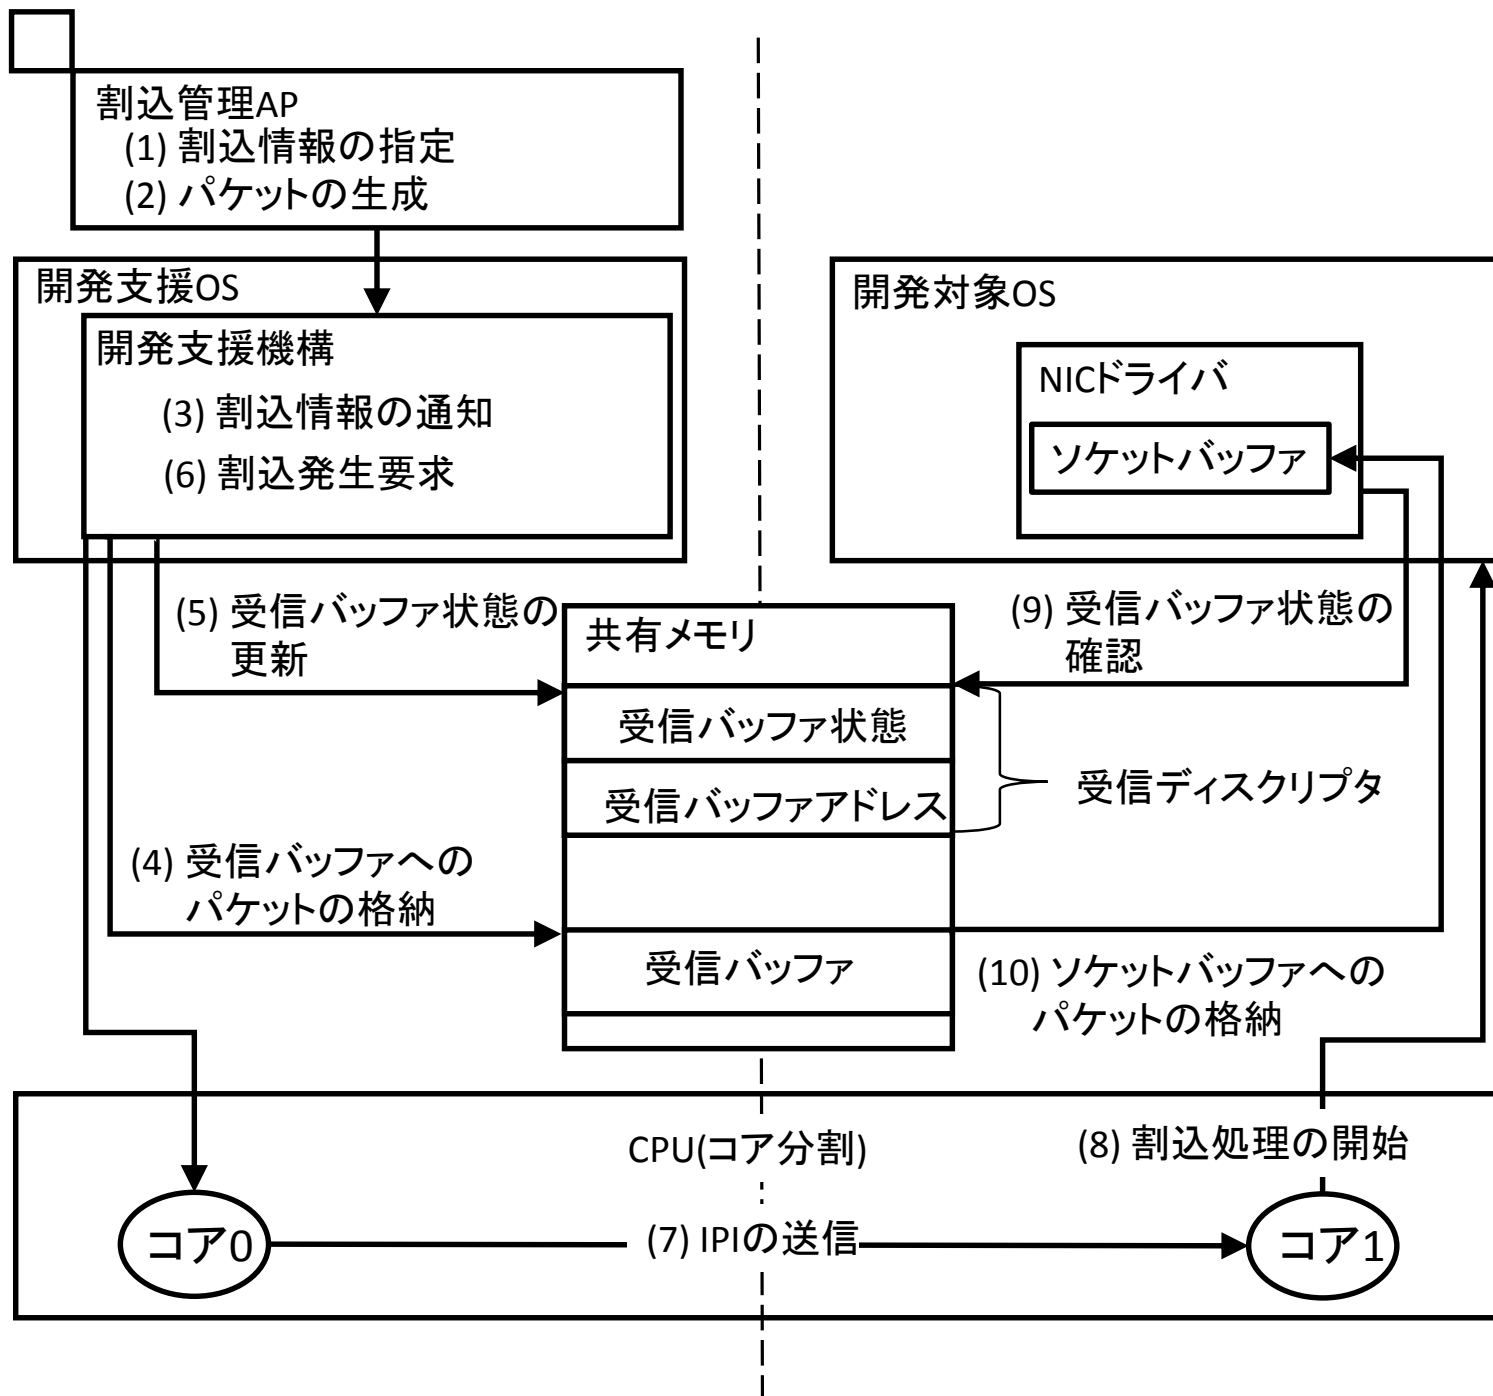 割込管理AP
(1) 割込情報の指定
(2) パケットの生成
開発支援OS
開発支援機構
(3) 割込情報の通知
(6) 割込発生要求
開発対象OS
NICドライバ
ソケットバッファ
(5) 受信バッファ状態の
更新
共有メモリ
(9) 受信バッファ状態の
確認
受信バッファ状態
受信バッファアドレス
受信ディスクリプタ
(4) 受信バッファへの
パケットの格納
受信バッファ
(10) ソケットバッファへの
パケットの格納
CPU(コア分割)
(8) 割込処理の開始
コア0
(7) IPIの送信
コア1